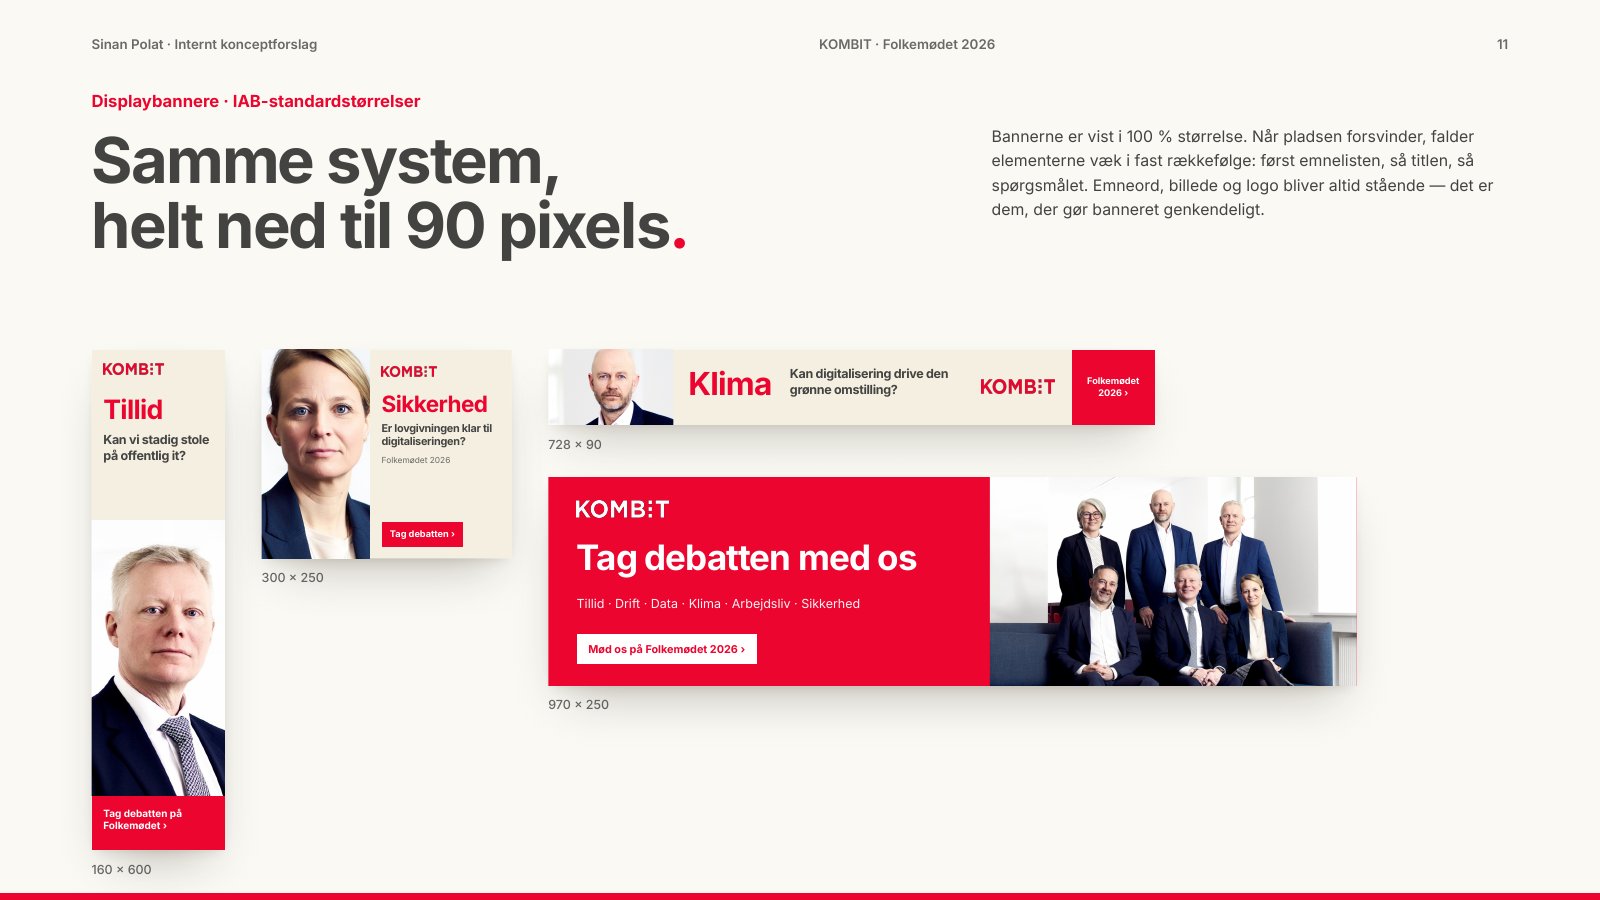 Sinan Polat · Internt konceptforslag
KOMBIT · Folkemødet 2026
11
Displaybannere · IAB-standardstørrelser
Samme system,
helt ned til 90 pixels.
Bannerne er vist i 100 % størrelse. Når pladsen forsvinder, falder
elementerne væk i fast rækkefølge: først emnelisten, så titlen, så
spørgsmålet. Emneord, billede og logo bliver altid stående — det er
dem, der gør banneret genkendeligt.
KOMBIT
Tillid
Kan vi stadig stole
på offentlig it?
Tag debatten på
Folkemødet ›
160 × 600
KOMBIT
Sikkerhed
Er lovgivningen klar til
digitaliseringen?
Folkemødet 2026
Tag debatten ›
300 × 250
Klima
Kan digitalisering drive den
grønne omstilling?
KOMBIT
Folkemødet
2026 ›
728 × 90
KOMBIT
Tag debatten med os
Tillid · Drift · Data · Klima · Arbejdsliv · Sikkerhed
Mød os på Folkemødet 2026 ›
970 × 250